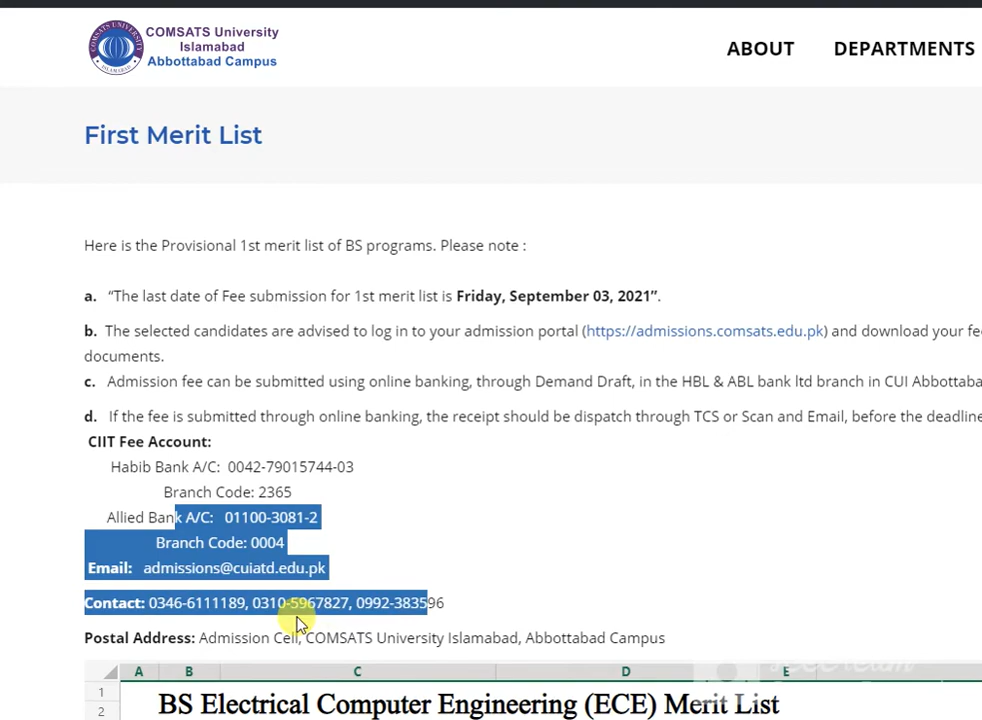 COMSATS University
Islamabad
Abbottabad Campus
ABOUT DEPARTMENTS
First Merit List
Here is the Provisional 1st merit list of BS programs. Please note :
a. “The last date of Fee submission for 1st merit list is Friday, September 03, 2021”.
b. The selected candidates are advised to log in to your admission portal (https://admissions.comsats.edu.pk) and download your fe
documents.
c. Admission fee can be submitted using online banking, through Demand Draft, in the HBL & ABL bank ltd branch in CUI Abbottaba
d. If the fee is submitted through online banking, the receipt should be dispatch through TCS or Scan and Email, before the deadline
CIIT Fee Account:
Habib Bank A/C: 0042-79015744-03
Branch Code: 2365
Allied Bank A/C: 01100-3081-2
Branch Code: 0004
Email: admissions@cuiatd.edu.pk
Contact: 0346-6111189, 0310-5967827, 0992-383596
Postal Address: Admission Cell, COMSATS University Islamabad, Abbottabad Campus
A B C D E
1
2 BS Electrical Computer Engineering (ECE) Merit List